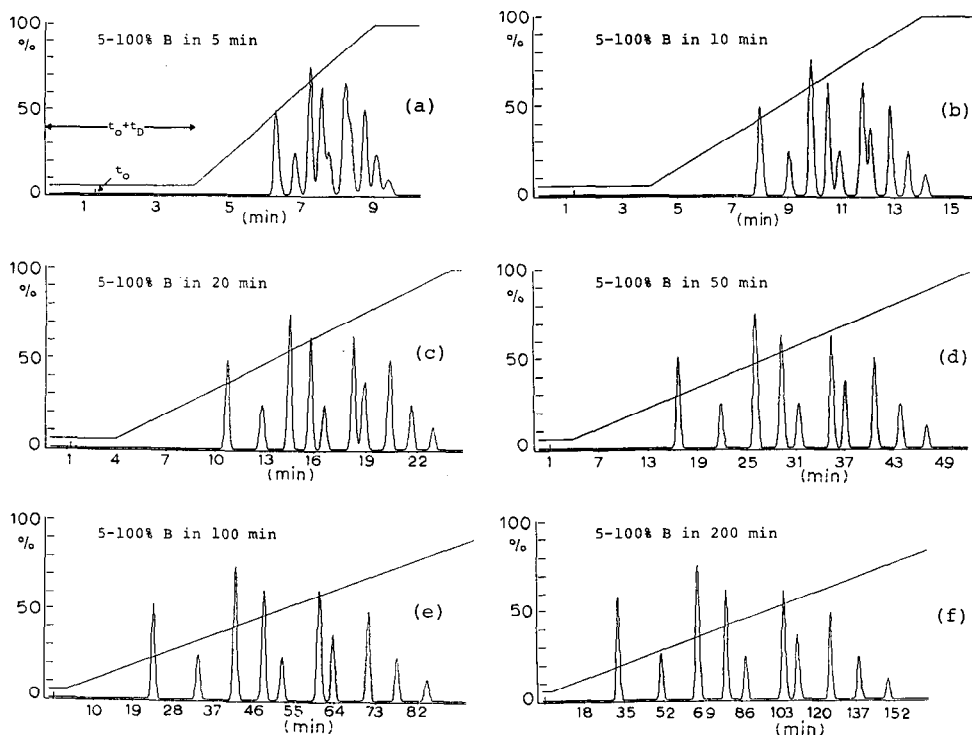 100
%
50
0
5-100% B in 5 min
(a)
t₀+t_D
t₀
1 3 5 7 9
(min)
100
%
50
0
5-100% B in 10 min
(b)
1 3 5 7 9 11 13 15
(min)
100
%
50
0
5-100% B in 20 min
(c)
1 4 10 13 16 19 22
(min)
100
%
50
0
5-100% B in 50 min
(d)
1 7 13 19 25 31 37 43 49
(min)
100
%
50
0
5-100% B in 100 min
(e)
10 19 28 37 46 55 64 73 82
(min)
100
%
50
0
5-100% B in 200 min
(f)
18 35 52 69 86 103 120 137 152
(min)